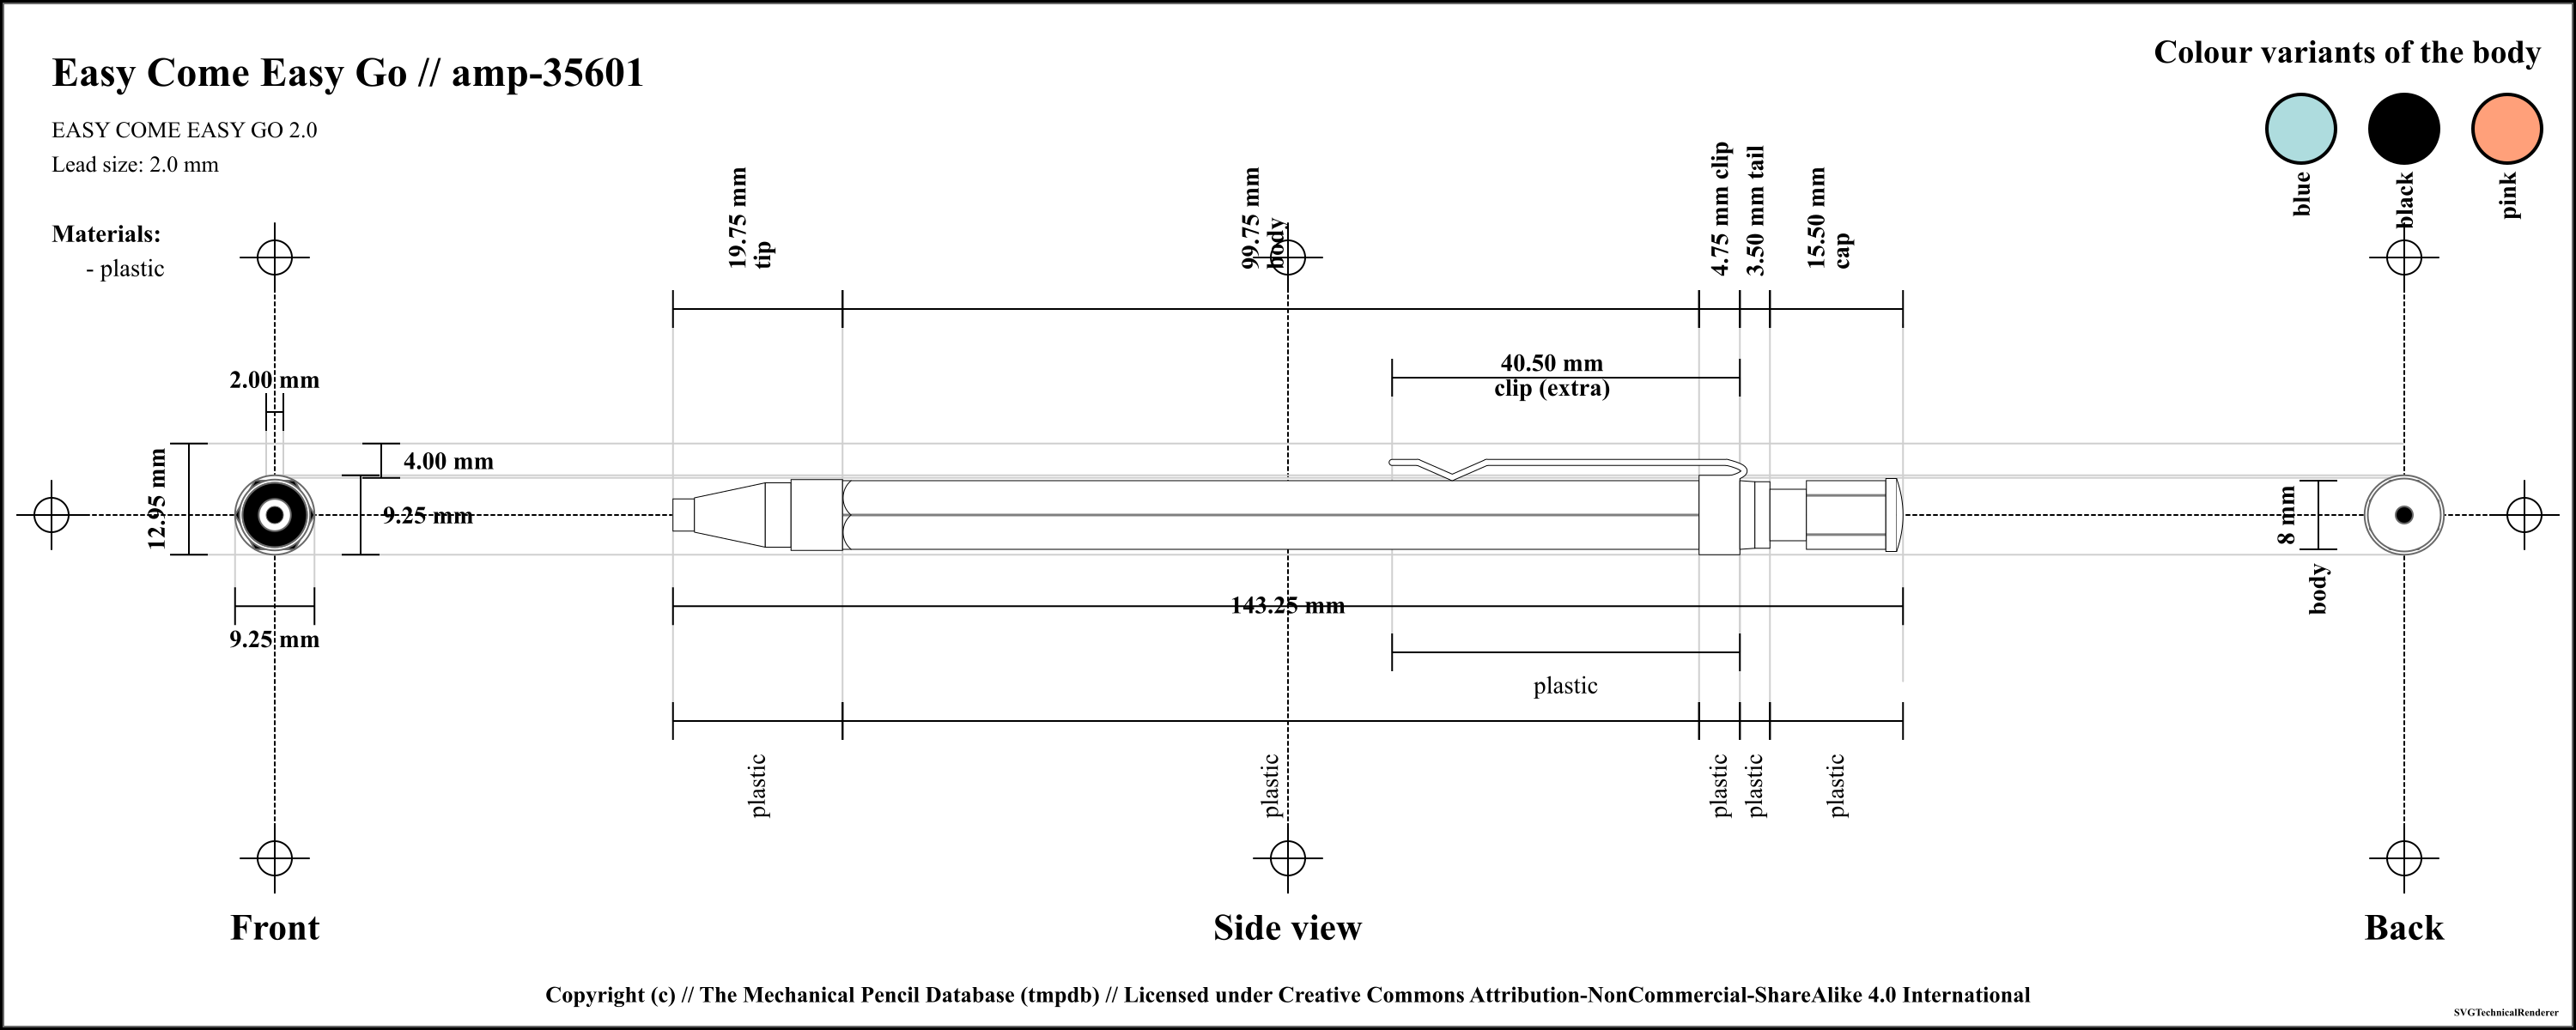 Easy Come Easy Go // amp-35601
EASY COME EASY GO 2.0
Lead size: 2.0 mm
Materials:
- plastic
Colour variants of the body
blue
black
pink
19.75 mm
tip
99.75 mm
body
4.75 mm clip
3.50 mm tail
15.50 mm
cap
40.50 mm
clip (extra)
2.00 mm
4.00 mm
12.95 mm
9.25 mm
9.25 mm
8 mm
body
143.25 mm
plastic
plastic
plastic
plastic
plastic
plastic
Front
Side view
Back
Copyright (c) // The Mechanical Pencil Database (tmpdb) // Licensed under Creative Commons Attribution-NonCommercial-ShareAlike 4.0 International
SVGTechnicalRenderer